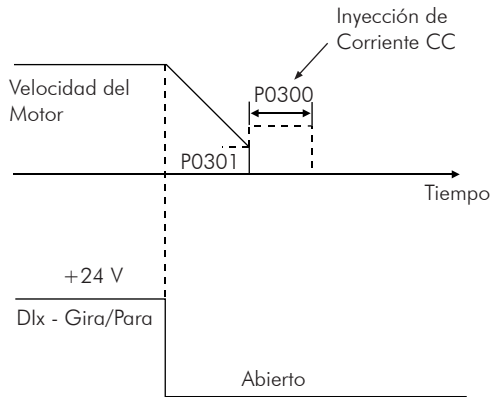 Inyección de
Corriente CC
Velocidad del
Motor
P0300
P0301
Tiempo
+24 V
DIx - Gira/Para
Abierto